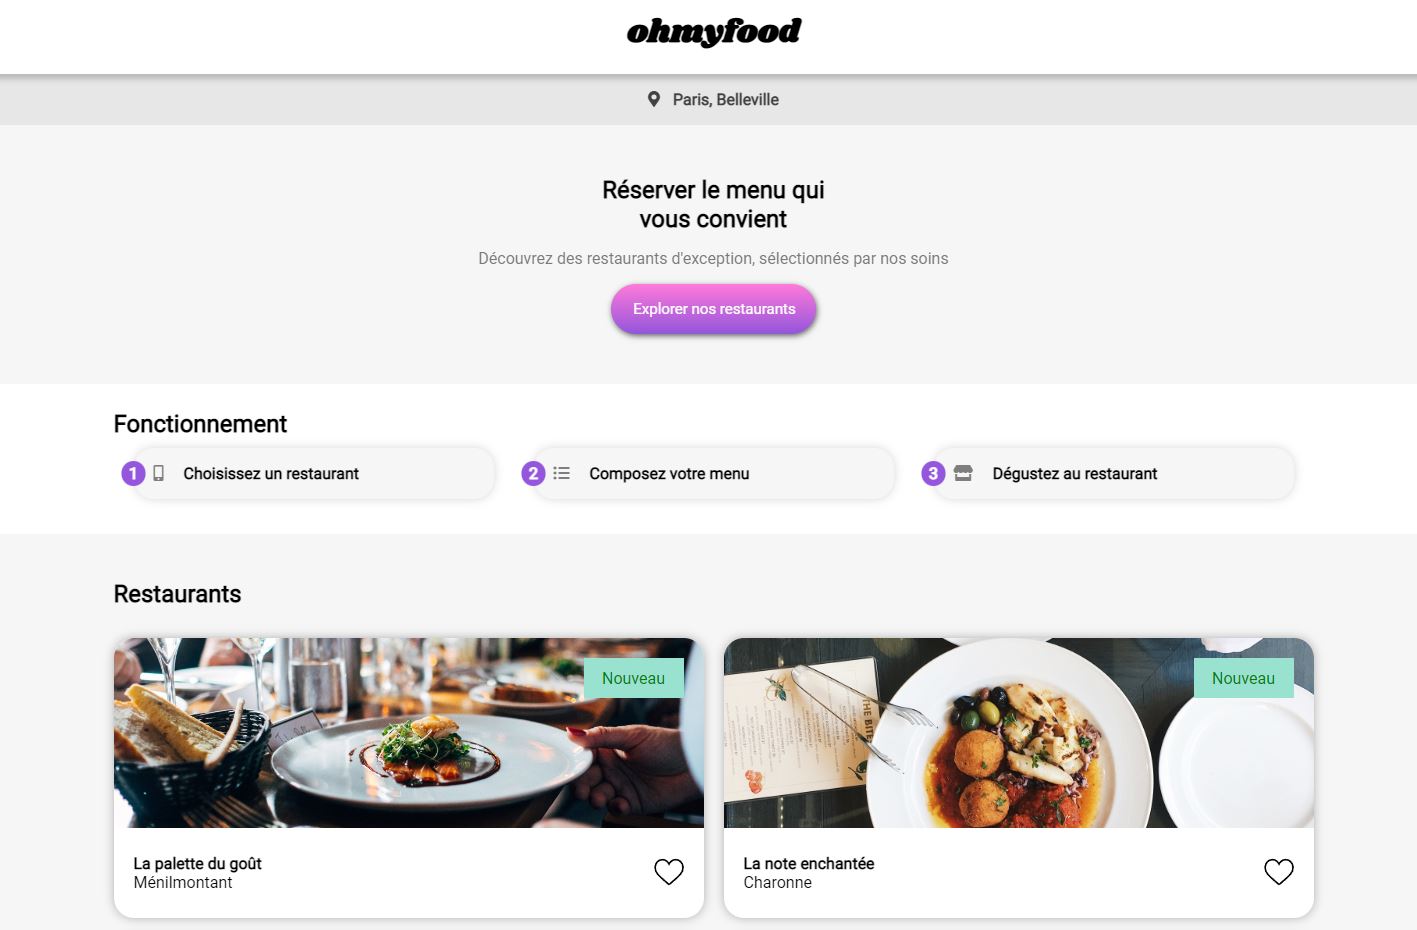 ohmyfood
Paris, Belleville
Réserver le menu qui
vous convient
Découvrez des restaurants d'exception, sélectionnés par nos soins
Explorer nos restaurants
Fonctionnement
1 Choisissez un restaurant
2 Composez votre menu
3 Dégustez au restaurant
Restaurants
Nouveau
Nouveau
La palette du goût
Ménilmontant
La note enchantée
Charonne